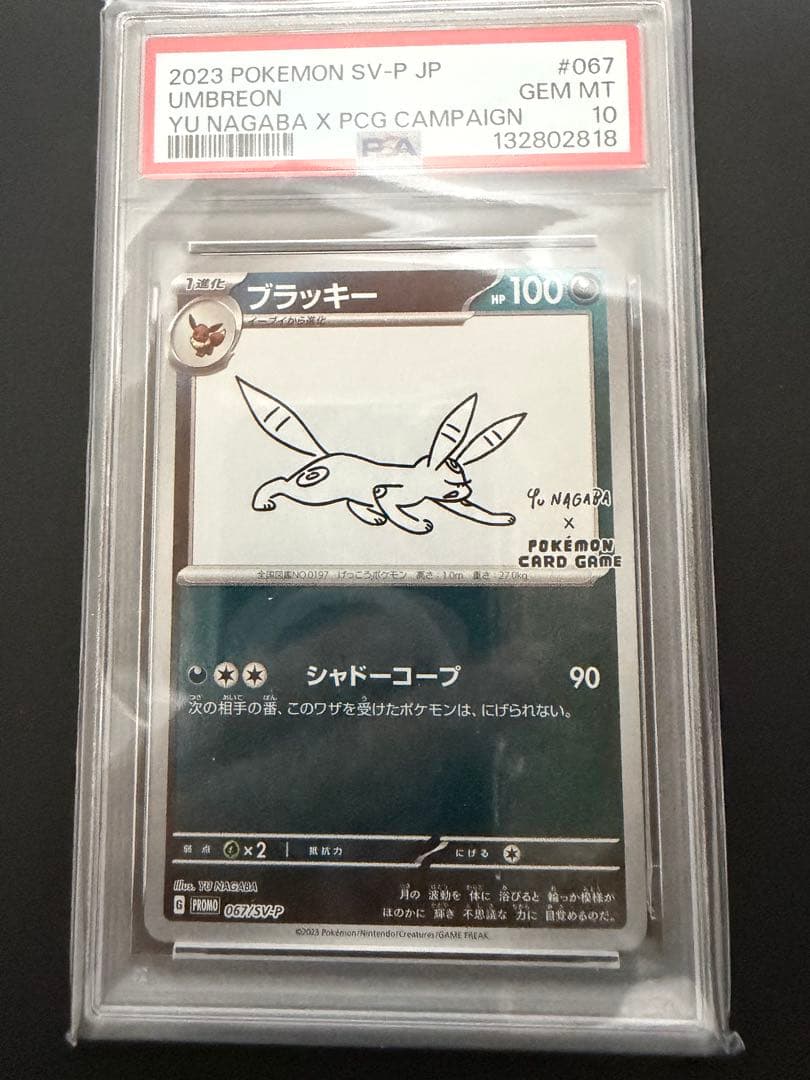 2023 POKEMON SV-P JP #067
UMBREON GEM MT
YU NAGABA X PCG CAMPAIGN 10
PSA 132802818
1進化 ブラッキー HP 100
イーブイから進化
YU NAGABA
X
POKÉMON
CARD GAME
全国図鑑NO.0197 げっこうポケモン 高さ:1.0m 重さ:27.0kg
シャドーコープ 90
次の相手の番、このワザを受けたポケモンは、にげられない。
弱点 ×2 抵抗力 にげる
Illus. YU NAGABA
月の波動を体に浴びると輪っか模様が
G PROMO 067/SV-P ほのかに輝き不思議な力に目覚めるのだ。
©2023 Pokémon/Nintendo/Creatures/GAME FREAK.